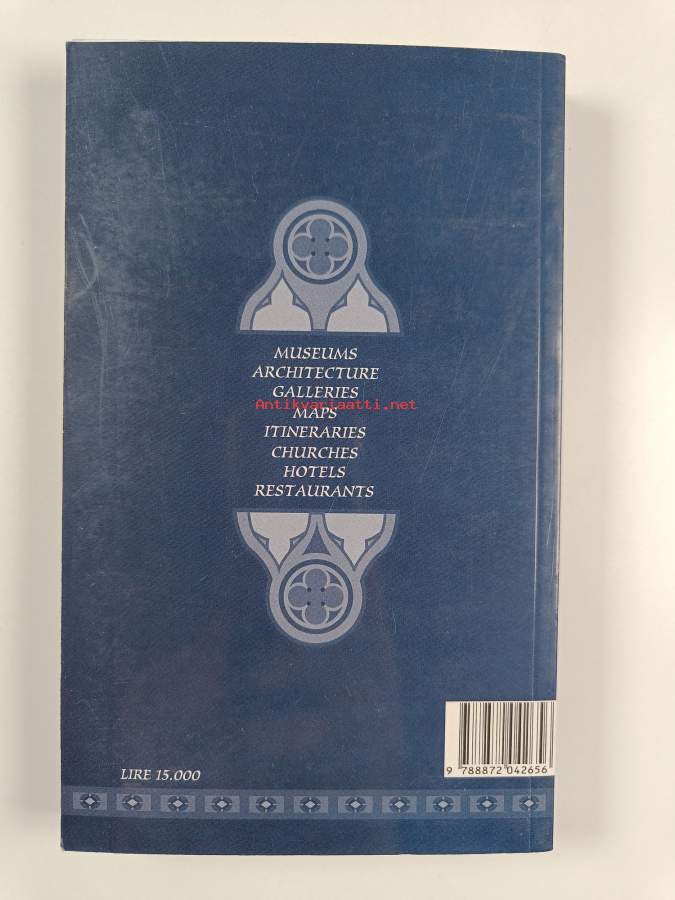 MUSEUMS
ARCHITECTURE
GALLERIES
Antikvariaatti.net
MAPS
ITINERARIES
CHURCHES
HOTELS
RESTAURANTS
LIRE 15.000
9 788872 042656